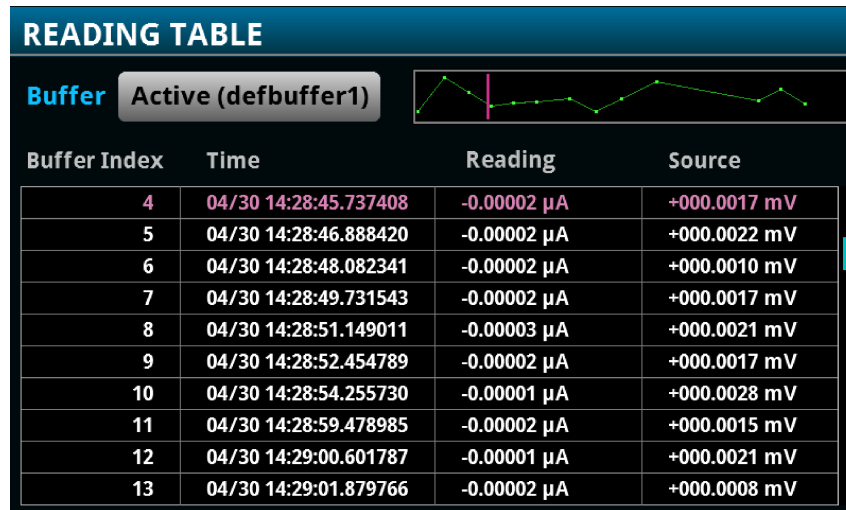 READING TABLE
Buffer Active (defbuffer1)
Buffer Index Time Reading Source
4 04/30 14:28:45.737408 -0.00002 µA +000.0017 mV
5 04/30 14:28:46.888420 -0.00002 µA +000.0022 mV
6 04/30 14:28:48.082341 -0.00002 µA +000.0010 mV
7 04/30 14:28:49.731543 -0.00002 µA +000.0017 mV
8 04/30 14:28:51.149011 -0.00003 µA +000.0021 mV
9 04/30 14:28:52.454789 -0.00002 µA +000.0017 mV
10 04/30 14:28:54.255730 -0.00001 µA +000.0028 mV
11 04/30 14:28:59.478985 -0.00002 µA +000.0015 mV
12 04/30 14:29:00.601787 -0.00001 µA +000.0021 mV
13 04/30 14:29:01.879766 -0.00002 µA +000.0008 mV